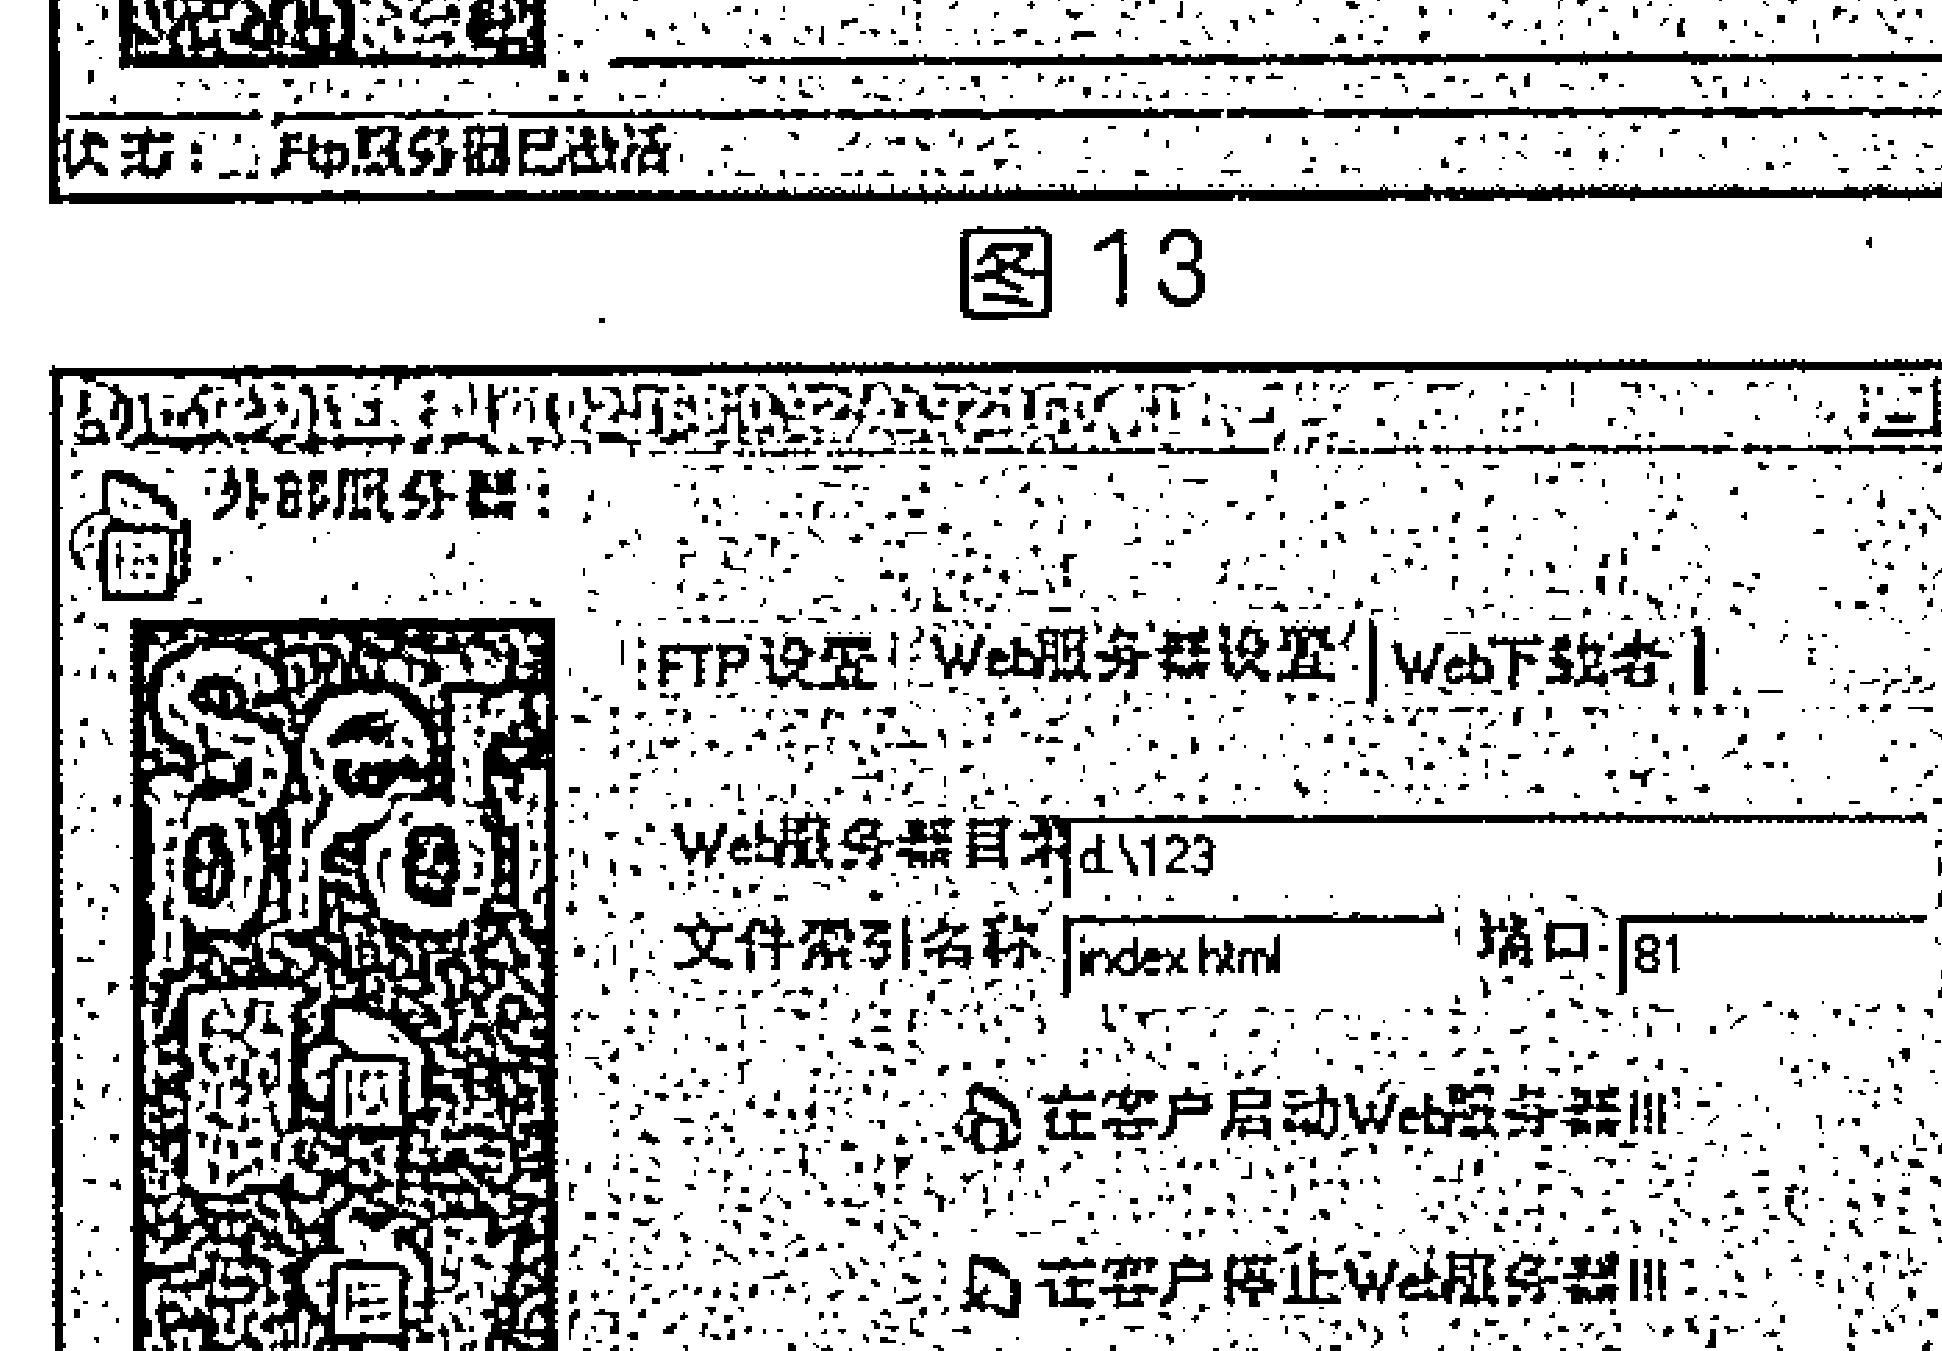 状态: Ftp服务器已激活
图 13
外部服务器:
FTP 设置 Web服务器设置 Web下载者
Web服务器目录 d:\123
文件索引名称 index.html 端口: 81
在客户启动Web服务器!!!
在客户停止Web服务器!!!